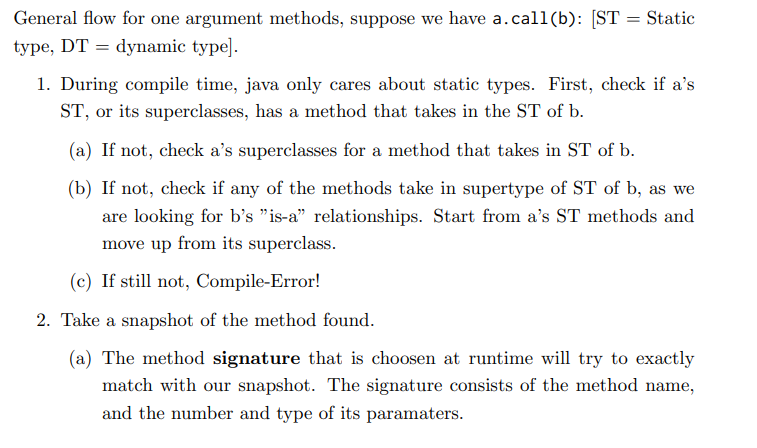 General flow for one argument methods, suppose we have a.call(b): [ST = Static
type, DT = dynamic type].
1. During compile time, java only cares about static types. First, check if a's
ST, or its superclasses, has a method that takes in the ST of b.
(a) If not, check a's superclasses for a method that takes in ST of b.
(b) If not, check if any of the methods take in supertype of ST of b, as we
are looking for b's "is-a" relationships. Start from a's ST methods and
move up from its superclass.
(c) If still not, Compile-Error!
2. Take a snapshot of the method found.
(a) The method signature that is choosen at runtime will try to exactly
match with our snapshot. The signature consists of the method name,
and the number and type of its paramaters.